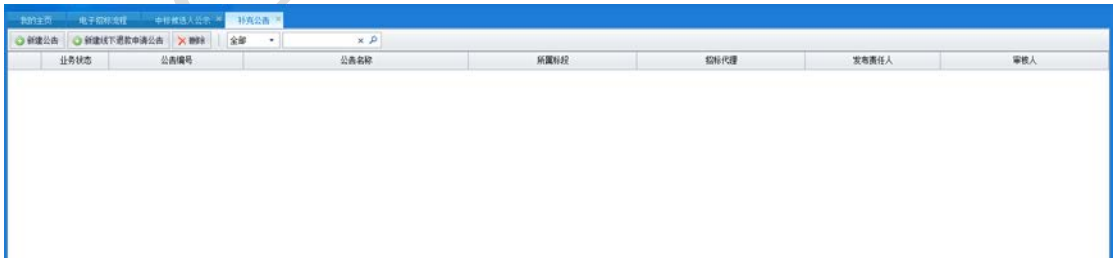 我的主页 电子招标流程 中标候选人公示 × 补充公告 ×
新建公告 新建线下退款申请公告 删除 全部
业务状态 公告编号 公告名称 所属标段 招标代理 发布责任人 审核人